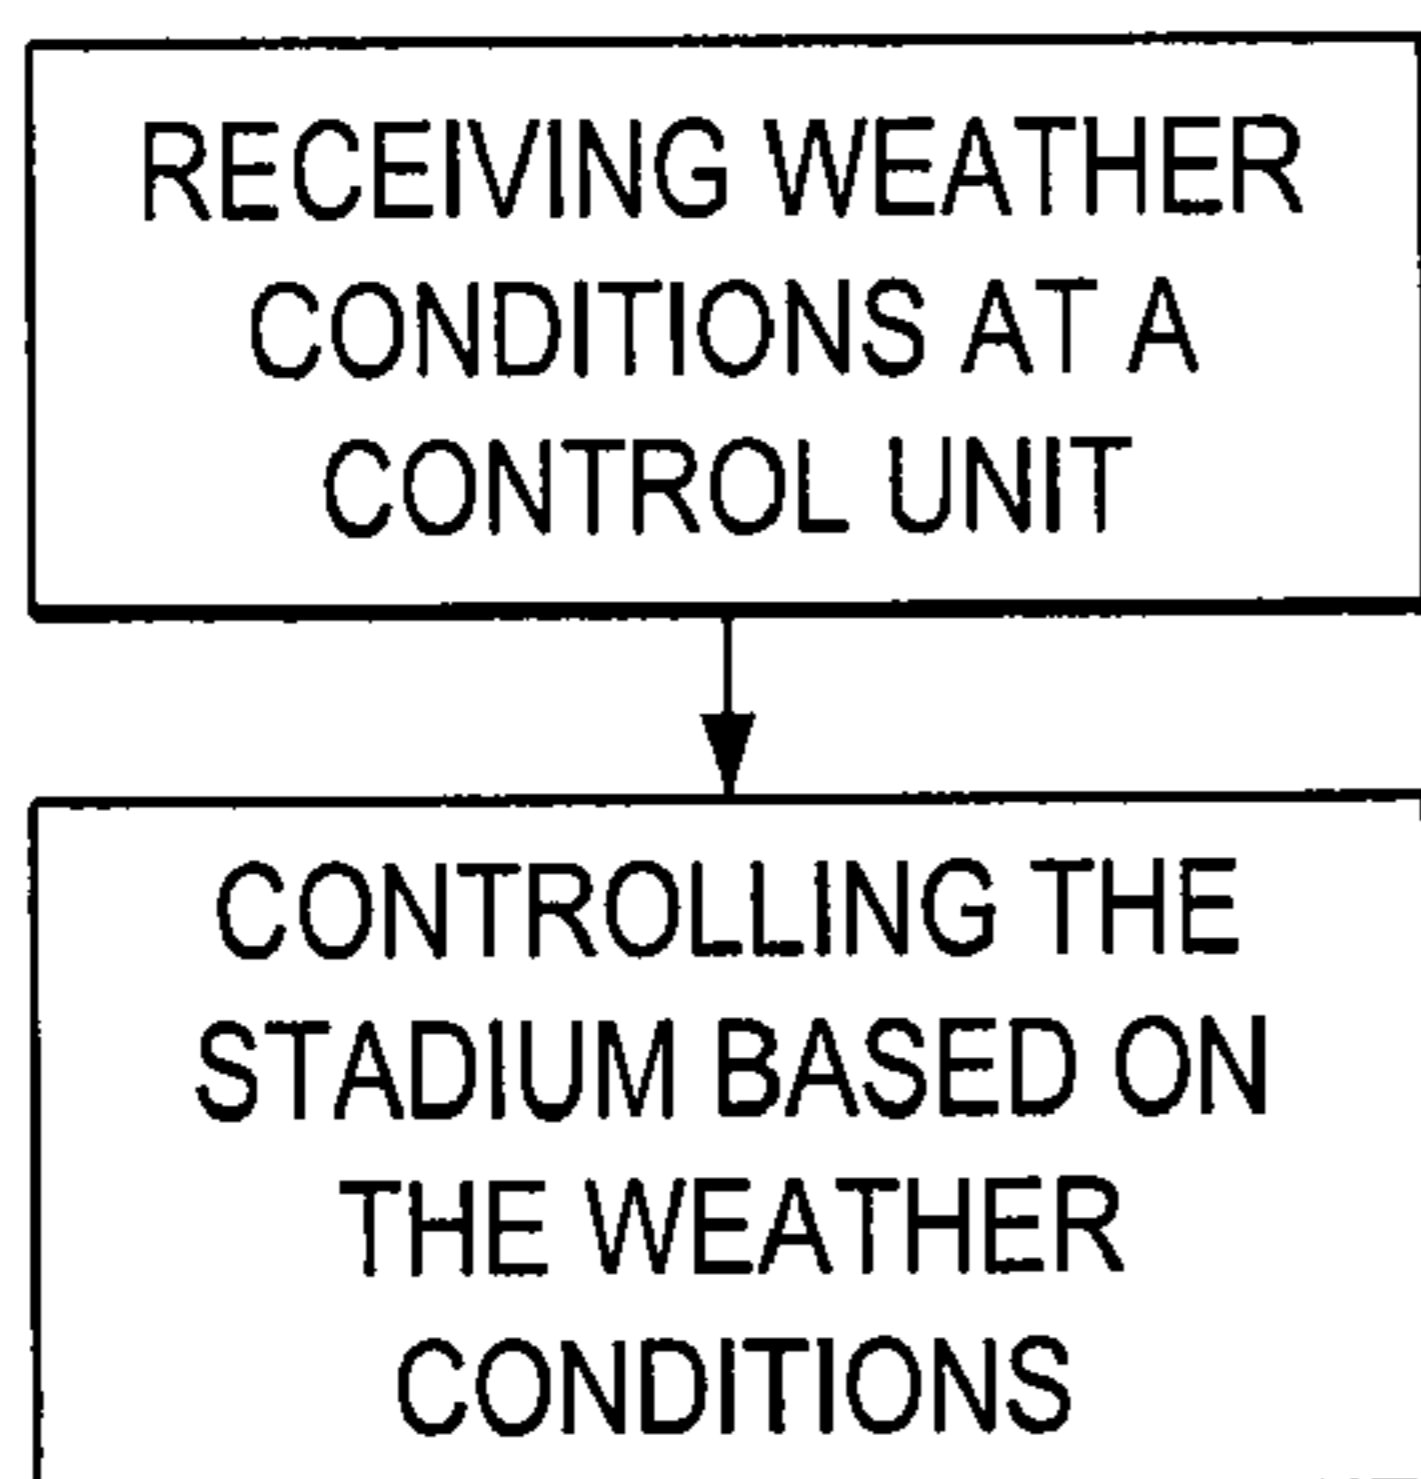 RECEIVING WEATHER
CONDITIONS AT A
CONTROL UNIT
CONTROLLING THE
STADIUM BASED ON
THE WEATHER
CONDITIONS